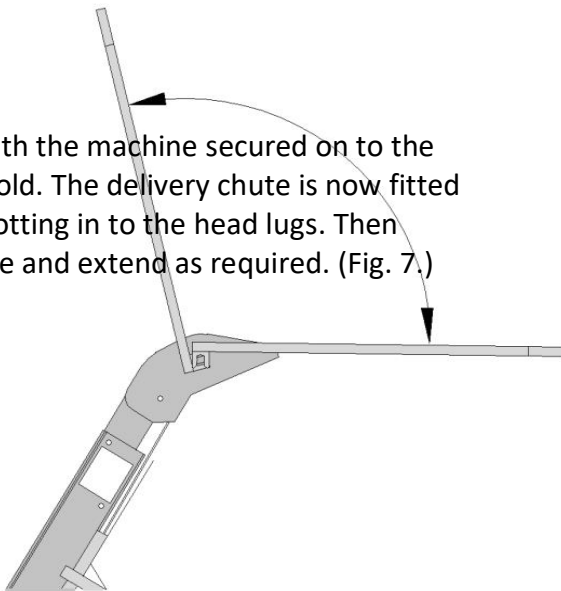 th the machine secured on to the
old. The delivery chute is now fitted
otting in to the head lugs. Then
e and extend as required. (Fig. 7.)